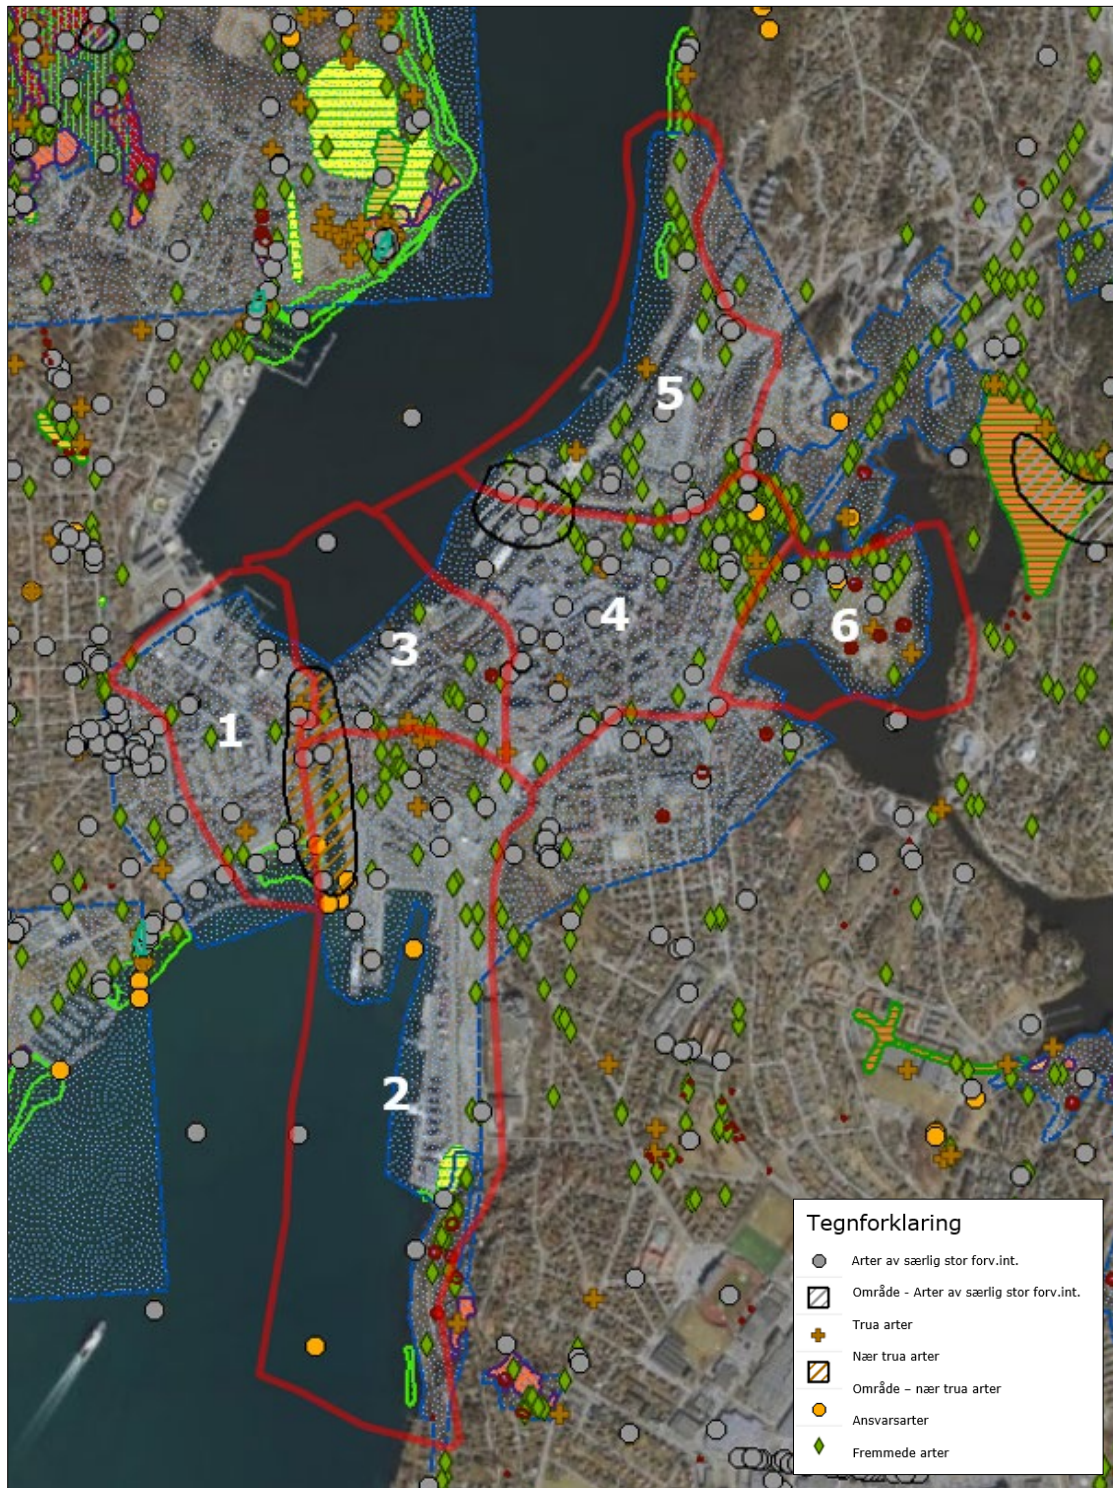 5
4
6
3
1
2
Tegnforklaring
Arter av særlig stor forv.int.
Område - Arter av særlig stor forv.int.
Trua arter
Nær trua arter
Område – nær trua arter
Ansvarsarter
Fremmede arter